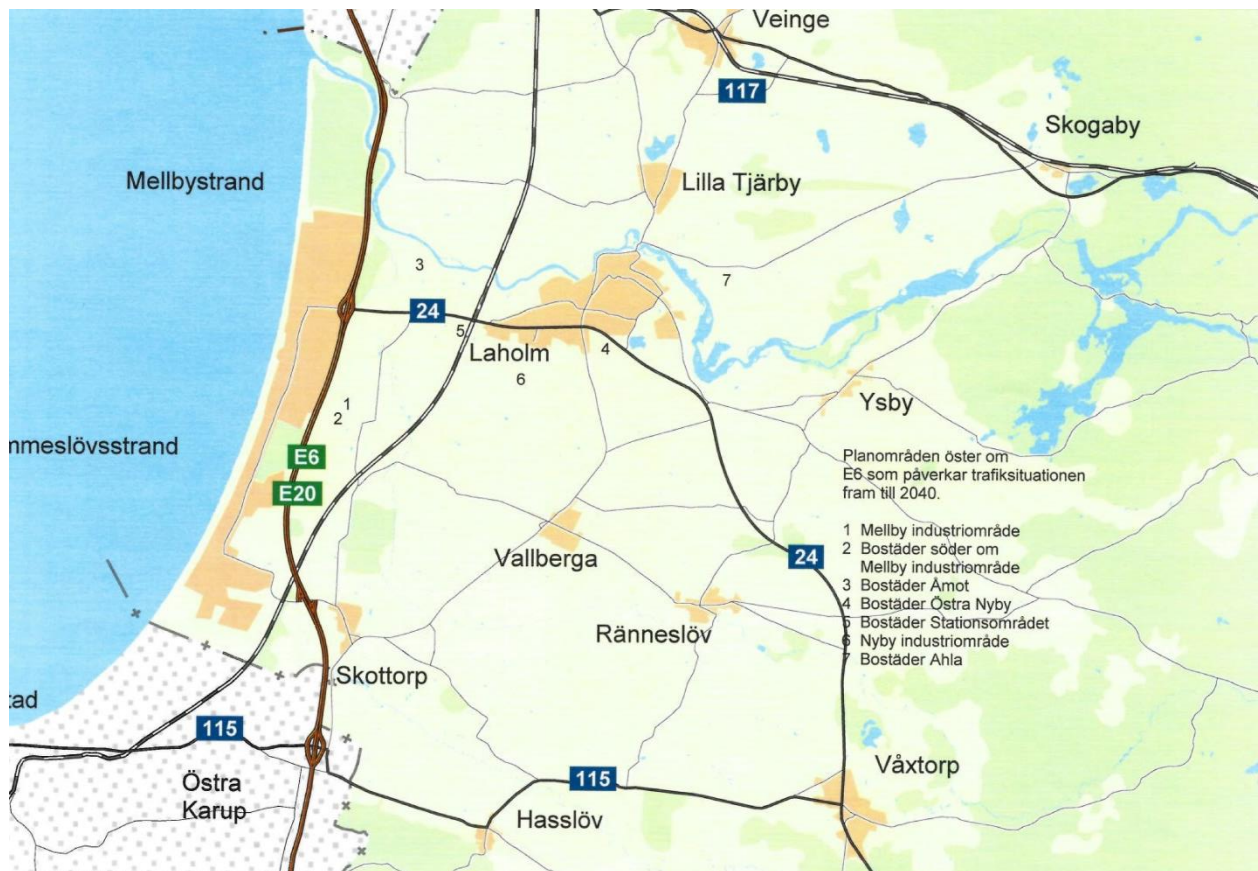 Veinge
117
Skogaby
Mellbystrand
Lilla Tjärby
3
7
24
5
Laholm
4
6
1
2
Ysby
mmeslövsstrand
E6
E20
Planområden öster om
E6 som påverkar trafiksituationen
fram till 2040.
1 Mellby industriområde
2 Bostäder söder om
Mellby industriområde
3 Bostäder Åmot
4 Bostäder Östra Nyby
5 Bostäder Stationsområdet
6 Nyby industriområde
7 Bostäder Ahla
Vallberga
24
Ränneslöv
Skottorp
tad
115
Östra
Karup
115
Våxtorp
Hasslöv